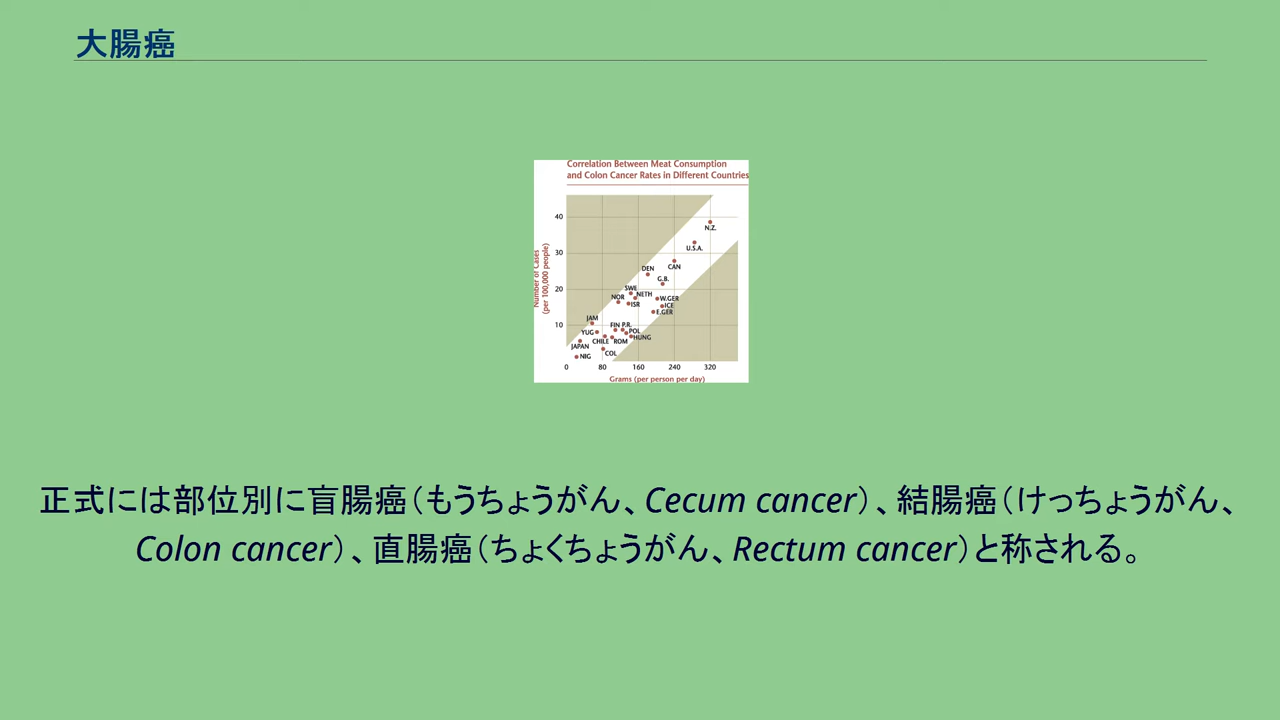 大腸癌
Correlation Between Meat Consumption
and Colon Cancer Rates in Different Countries
Number of Cases
(per 100,000 people)
40
30
20
10
N.Z.
U.S.A.
CAN
DEN
G.B.
SWE
NETH
NOR
ISR
W.GER
ICE
E.GER
JAM
FIN
P.R.
YUG
POL
CHILE
ROM
HUNG
JAPAN
COL
NIG
0 80 160 240 320
Grams (per person per day)
正式には部位別に盲腸癌（もうちょうがん、Cecum cancer）、結腸癌（けっちょうがん、
Colon cancer）、直腸癌（ちょくちょうがん、Rectum cancer）と称される。